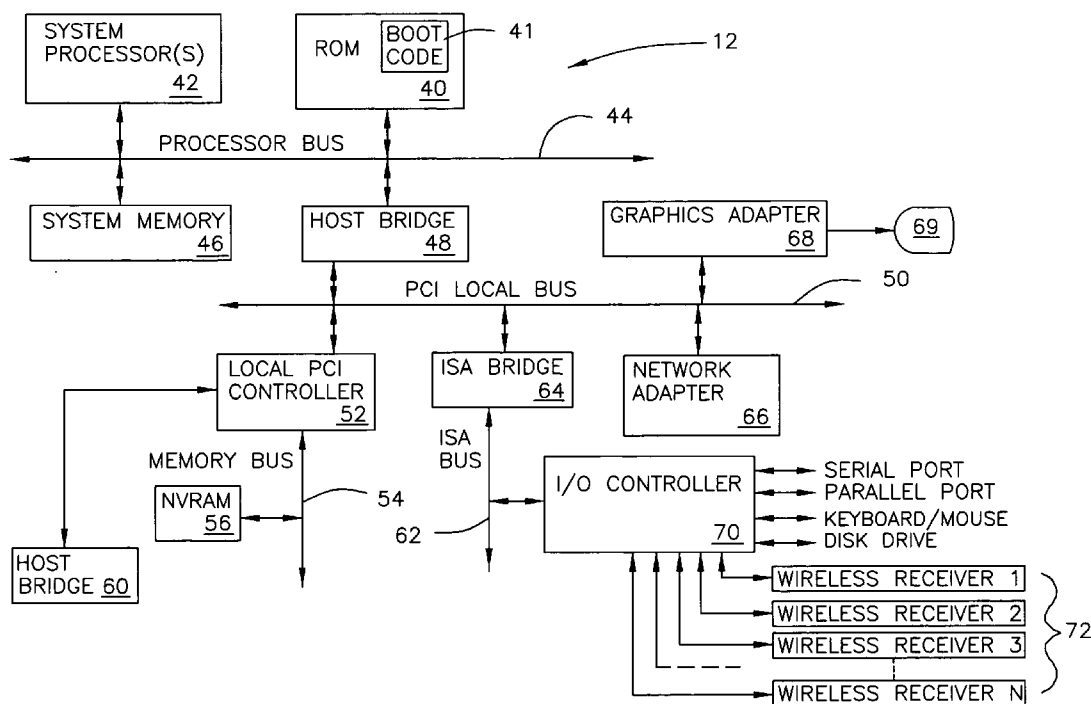 SYSTEM
PROCESSOR(S)
42
ROM
BOOT
CODE
40
41
12
PROCESSOR BUS
44
SYSTEM MEMORY
46
HOST BRIDGE
48
GRAPHICS ADAPTER
68
69
PCI LOCAL BUS
50
LOCAL PCI
CONTROLLER
52
ISA BRIDGE
64
NETWORK
ADAPTER
66
MEMORY BUS
54
ISA
BUS
62
NVRAM
56
HOST
BRIDGE 60
I/O CONTROLLER
70
SERIAL PORT
PARALLEL PORT
KEYBOARD/MOUSE
DISK DRIVE
WIRELESS RECEIVER 1
WIRELESS RECEIVER 2
WIRELESS RECEIVER 3
WIRELESS RECEIVER N
72